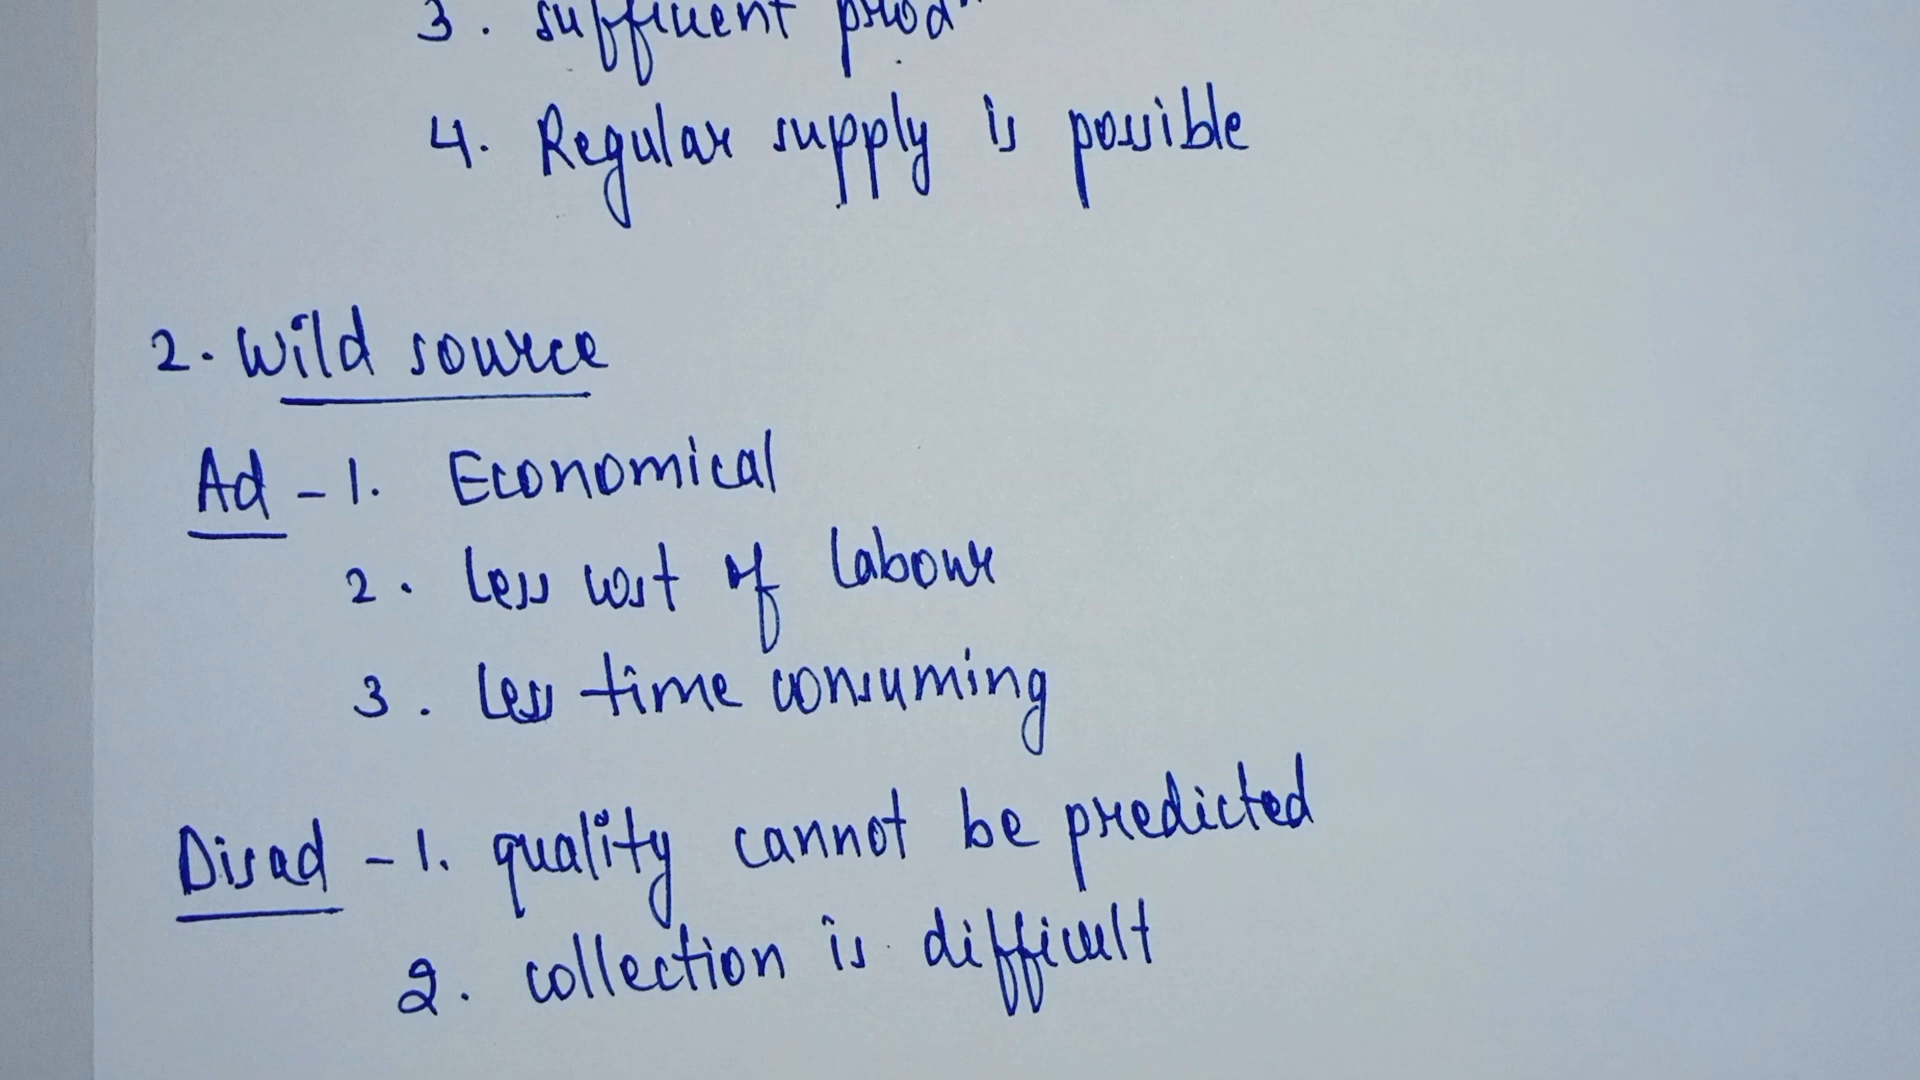 3. sufficient prodⁿ
4. Regular supply is possible
2. Wild source
Ad - 1. Economical
2. Less cost of labour
3. Less time consuming
Disad - 1. quality cannot be predicted
2. collection is difficult